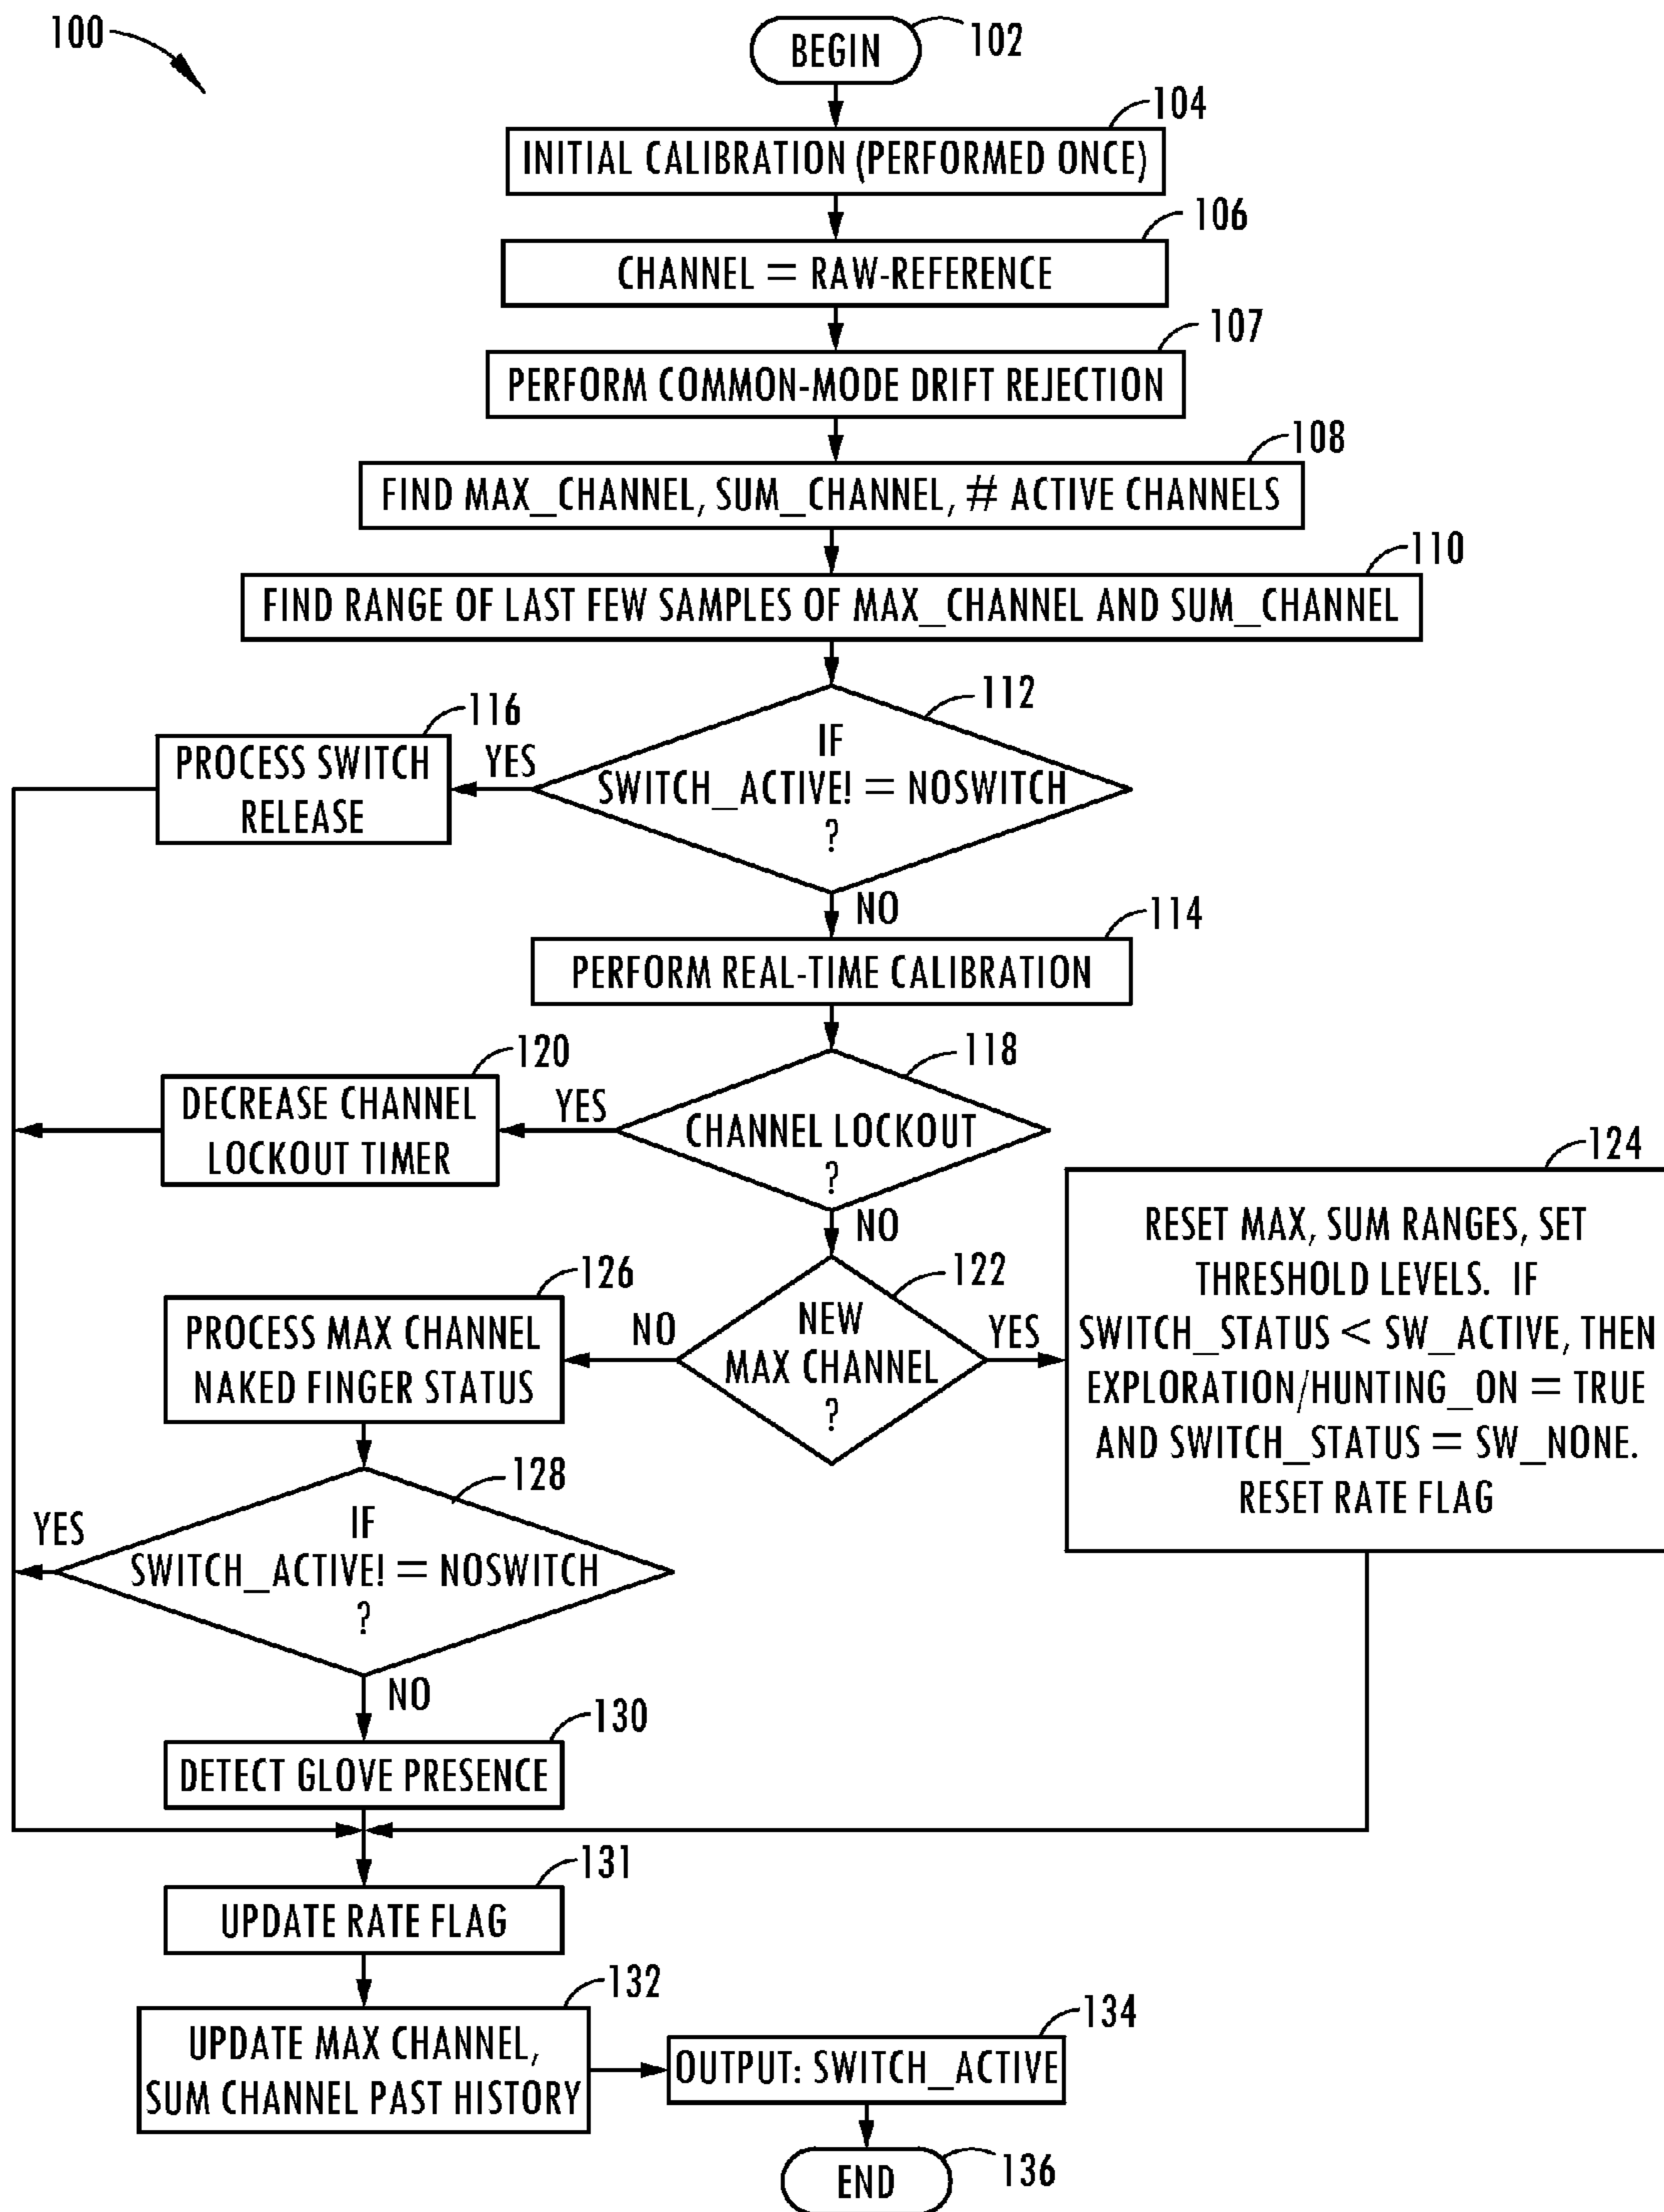 100
BEGIN
102
104
INITIAL CALIBRATION (PERFORMED ONCE)
106
CHANNEL = RAW-REFERENCE
107
PERFORM COMMON-MODE DRIFT REJECTION
108
FIND MAX_CHANNEL, SUM_CHANNEL, # ACTIVE CHANNELS
110
FIND RANGE OF LAST FEW SAMPLES OF MAX_CHANNEL AND SUM_CHANNEL
112
IF
SWITCH_ACTIVE! = NOSWITCH
?
YES
116
PROCESS SWITCH
RELEASE
NO
114
PERFORM REAL-TIME CALIBRATION
118
CHANNEL LOCKOUT
?
YES
120
DECREASE CHANNEL
LOCKOUT TIMER
NO
122
NEW
MAX CHANNEL
?
YES
124
RESET MAX, SUM RANGES, SET
THRESHOLD LEVELS. IF
SWITCH_STATUS < SW_ACTIVE, THEN
EXPLORATION/HUNTING_ON = TRUE
AND SWITCH_STATUS = SW_NONE.
RESET RATE FLAG
NO
126
PROCESS MAX CHANNEL
NAKED FINGER STATUS
128
IF
SWITCH_ACTIVE! = NOSWITCH
?
YES
NO
130
DETECT GLOVE PRESENCE
131
UPDATE RATE FLAG
132
UPDATE MAX CHANNEL,
SUM CHANNEL PAST HISTORY
134
OUTPUT: SWITCH_ACTIVE
END
136